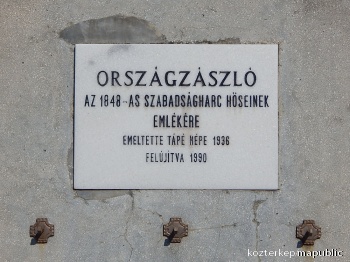 ORSZÁGZÁSZLÓ
AZ 1848-AS SZABADSÁGHARC HŐSEINEK
EMLÉKÉRE
EMELTETTE TÁPÉ NÉPE 1936
FELÚJÍTVA 1990
kozterkep.mapublic